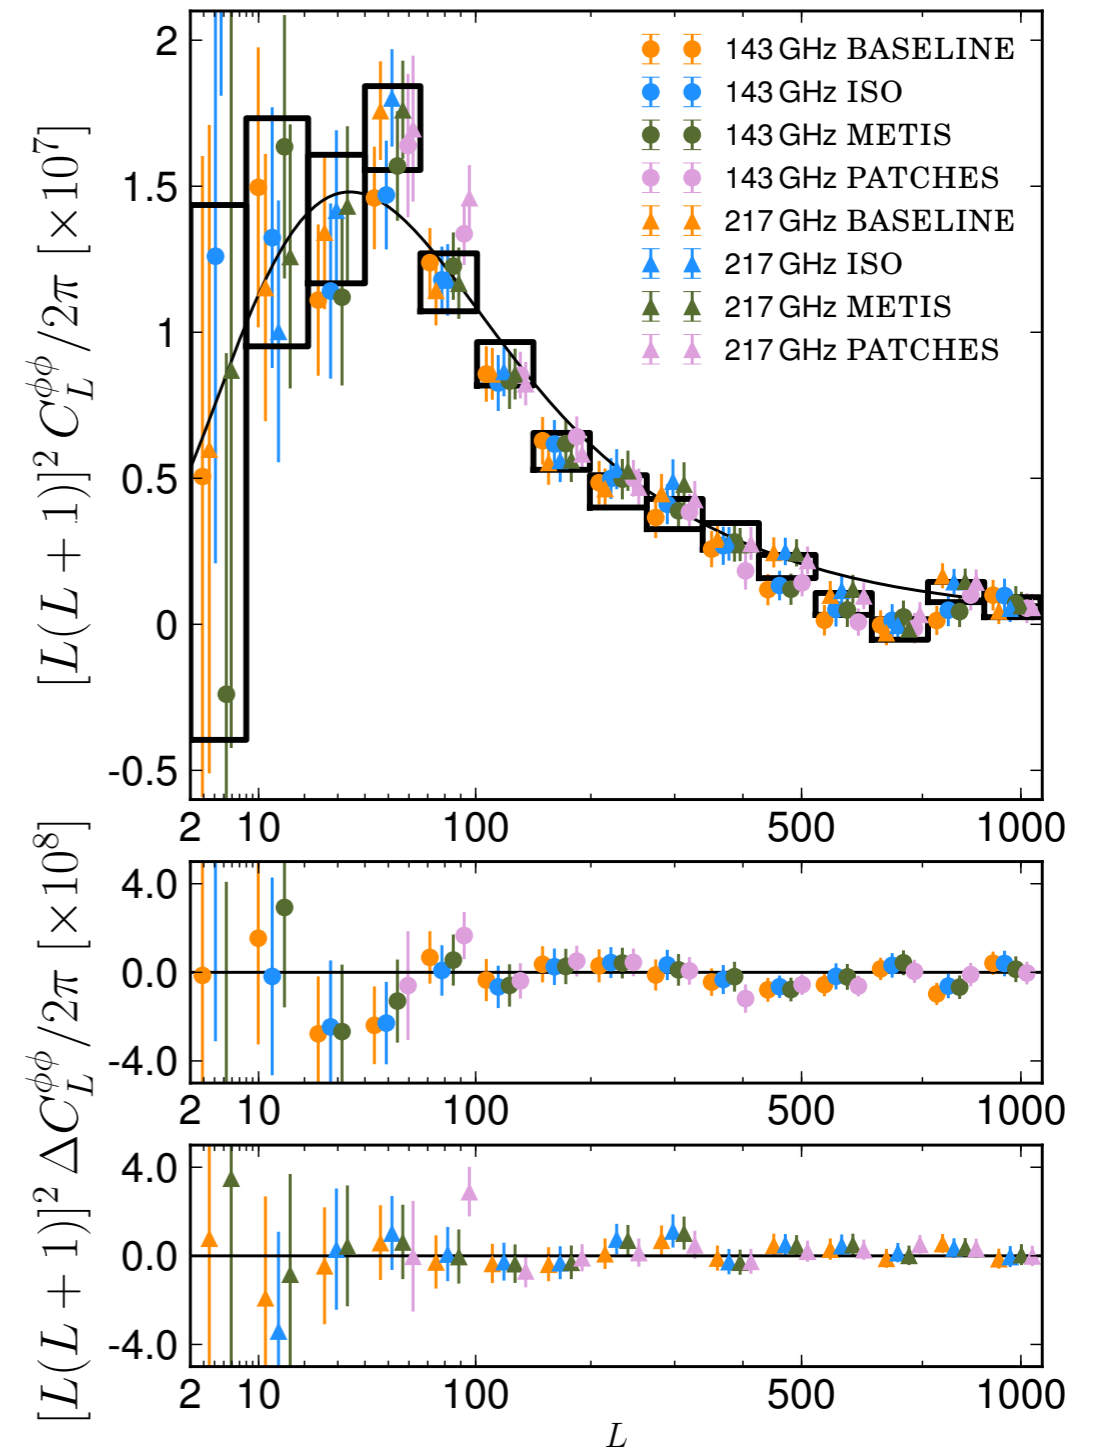 [L(L + 1)]² C_L^{ϕϕ}/2π [×10⁷]
2
1.5
1
0.5
0
-0.5
143 GHz BASELINE
143 GHz ISO
143 GHz METIS
143 GHz PATCHES
217 GHz BASELINE
217 GHz ISO
217 GHz METIS
217 GHz PATCHES
2 10 100 500 1000
[L(L + 1)]² ΔC_L^{ϕϕ}/2π [×10⁸]
4.0
0.0
-4.0
2 10 100 500 1000
4.0
0.0
-4.0
2 10 100 500 1000
L